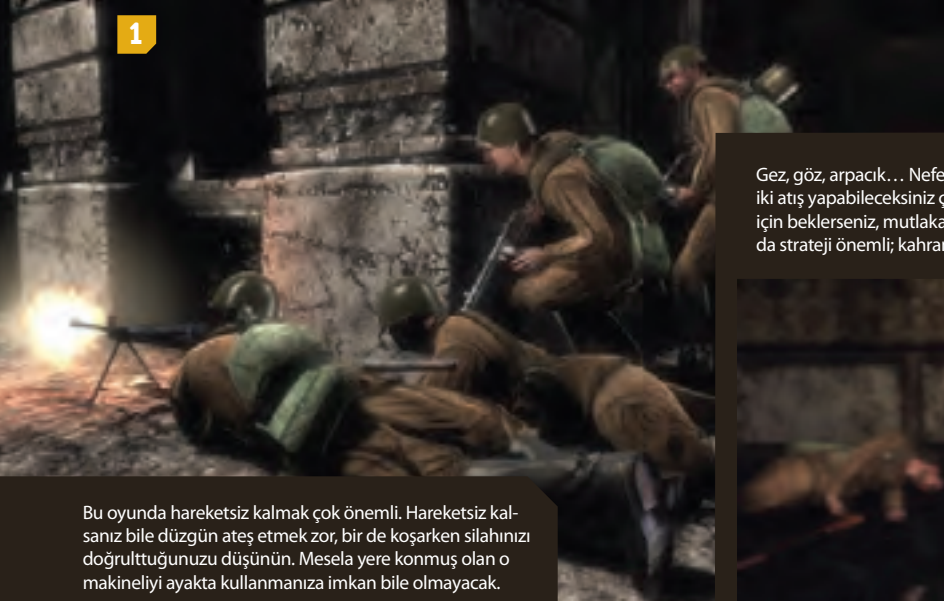 1
Gez, göz, arpacık… Nefe
iki atış yapabileceksiniz ç
için beklerseniz, mutlaka
da strateji önemli; kahrar
Bu oyunda hareketsiz kalmak çok önemli. Hareketsiz kal-
sanız bile düzgün ateş etmek zor, bir de koşarken silahınızı
doğrulttuğunuzu düşünün. Mesela yere konmuş olan o
makineliyi ayakta kullanmanıza imkan bile olmayacak.